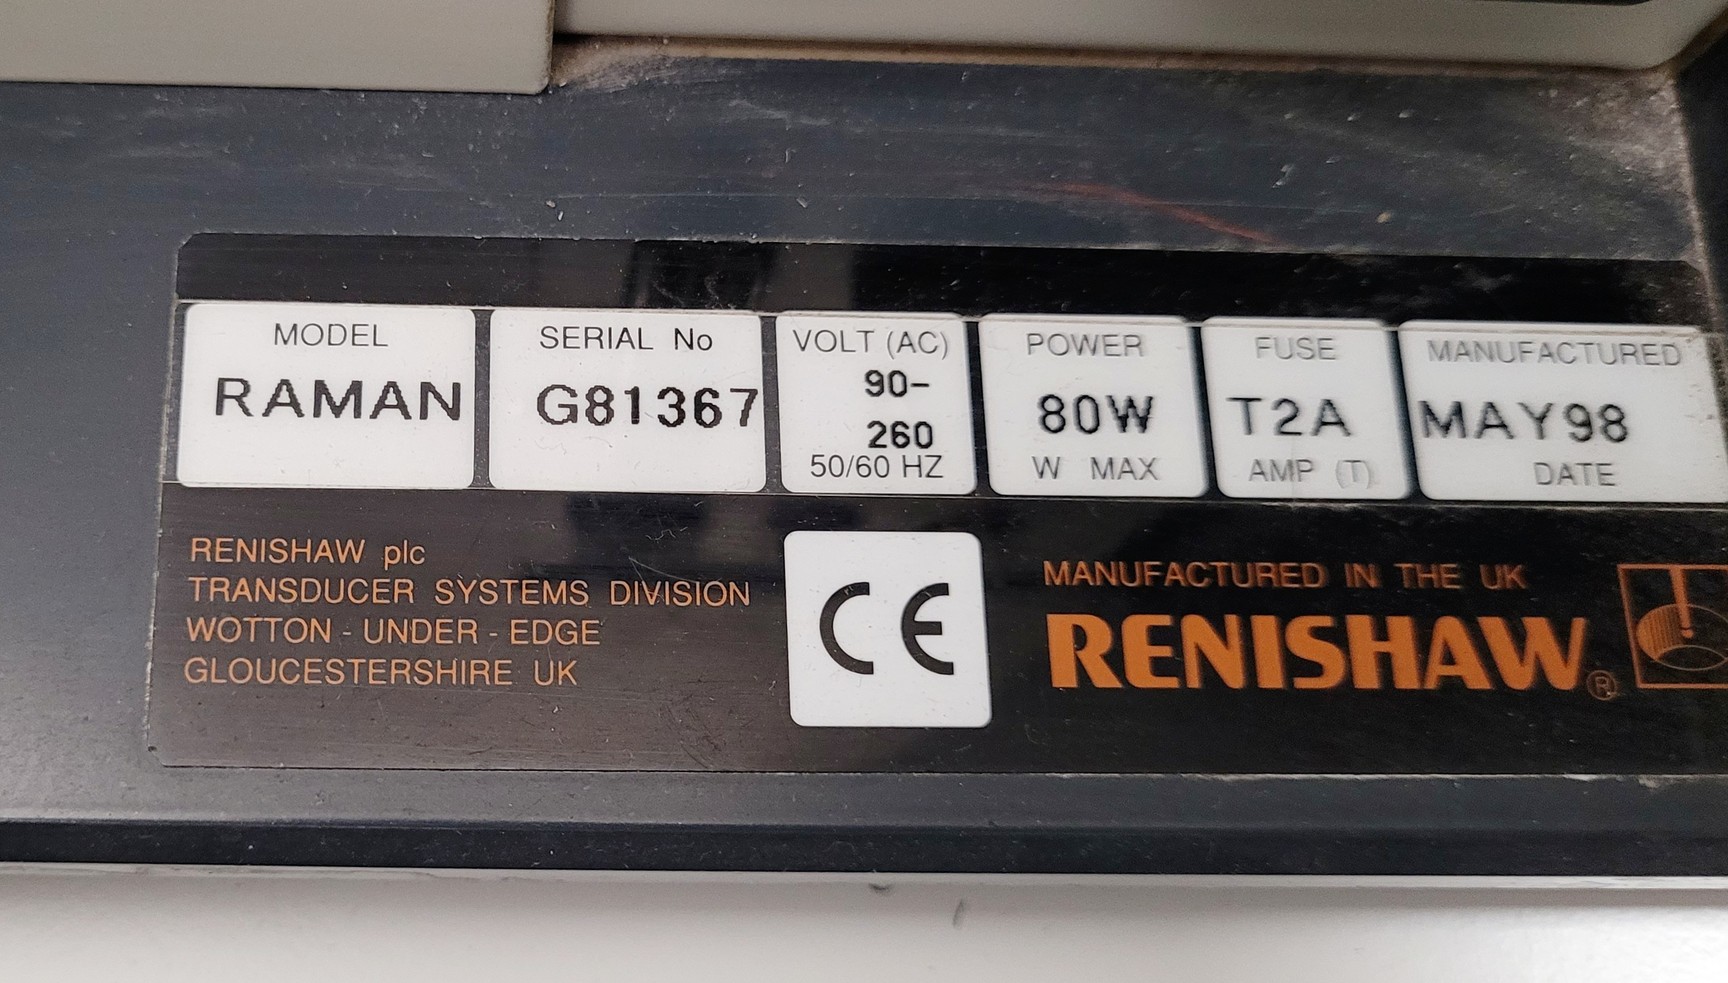 MODEL
RAMAN
SERIAL No
G81367
VOLT (AC)
90-
260
50/60 HZ
POWER
80W
W MAX
FUSE
T2A
AMP (T)
MANUFACTURED
MAY98
DATE
RENISHAW plc
TRANSDUCER SYSTEMS DIVISION
WOTTON - UNDER - EDGE
GLOUCESTERSHIRE UK
CE
MANUFACTURED IN THE UK
RENISHAW®